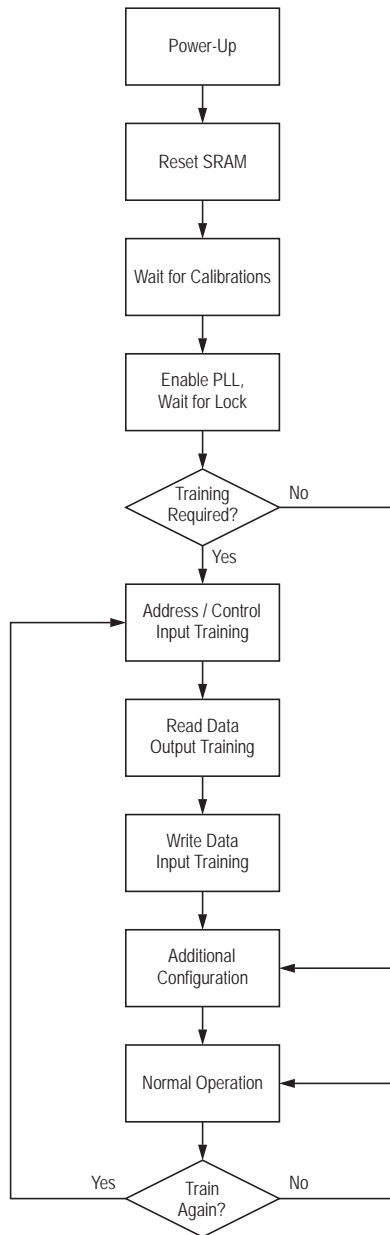 Power-Up
Reset SRAM
Wait for Calibrations
Enable PLL,
Wait for Lock
Training
Required?
No
Yes
Address / Control
Input Training
Read Data
Output Training
Write Data
Input Training
Additional
Configuration
Normal Operation
Yes
Train
Again?
No